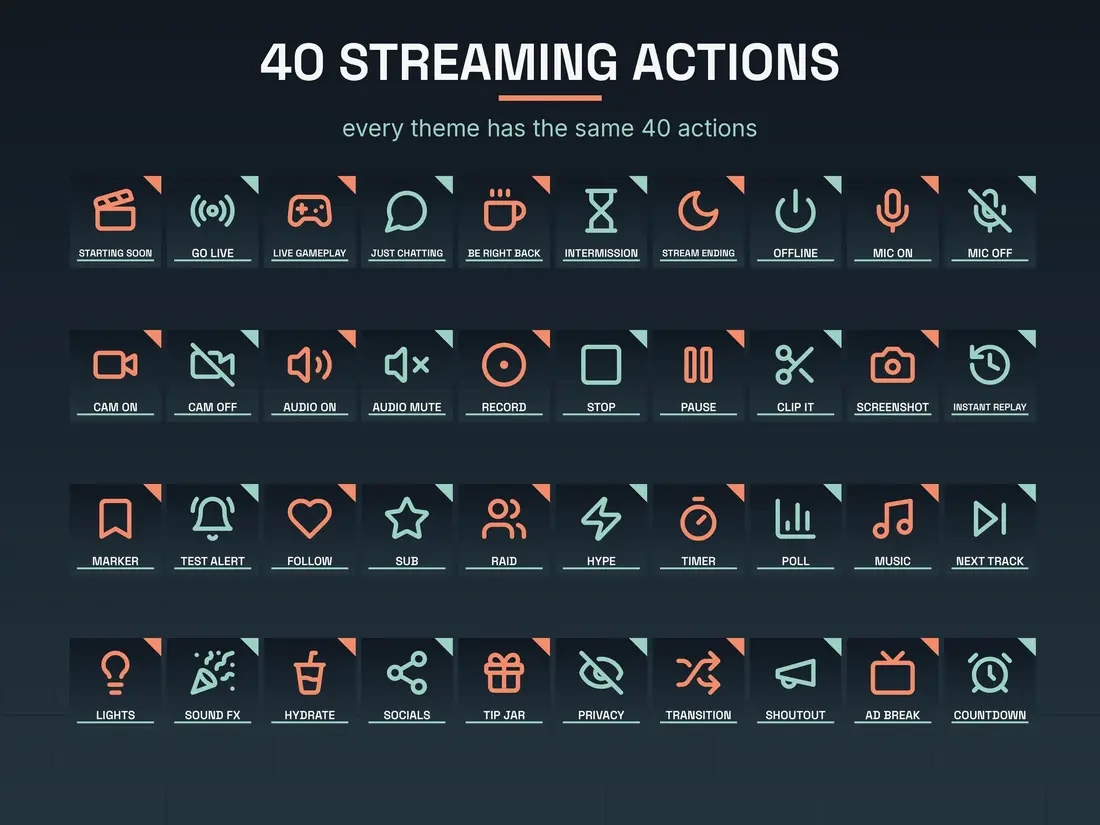 40 STREAMING ACTIONS
every theme has the same 40 actions
STARTING SOON
GO LIVE
LIVE GAMEPLAY
JUST CHATTING
BE RIGHT BACK
INTERMISSION
STREAM ENDING
OFFLINE
MIC ON
MIC OFF
CAM ON
CAM OFF
AUDIO ON
AUDIO MUTE
RECORD
STOP
PAUSE
CLIP IT
SCREENSHOT
INSTANT REPLAY
MARKER
TEST ALERT
FOLLOW
SUB
RAID
HYPE
TIMER
POLL
MUSIC
NEXT TRACK
LIGHTS
SOUND FX
HYDRATE
SOCIALS
TIP JAR
PRIVACY
TRANSITION
SHOUTOUT
AD BREAK
COUNTDOWN